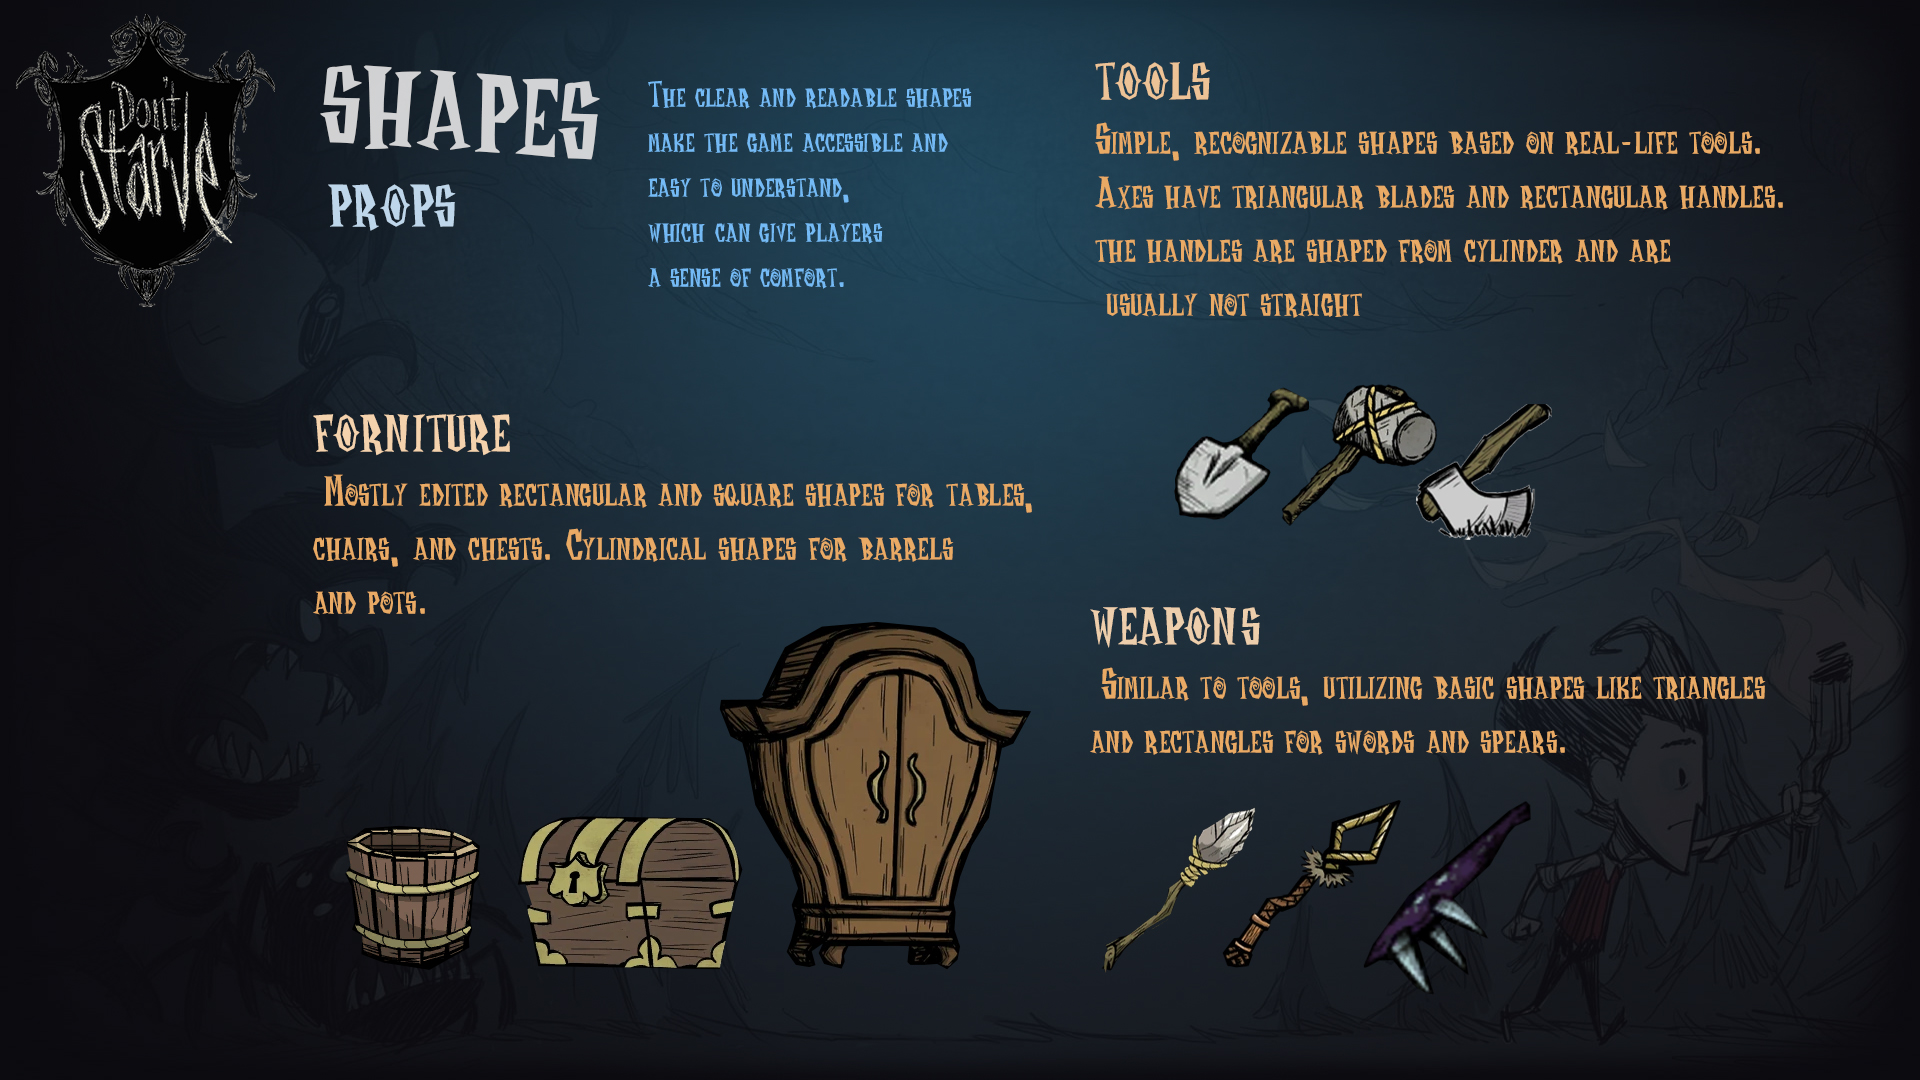 Don't
Starve
SHAPES
PROPS
The clear and readable shapes
make the game accessible and
easy to understand,
which can give players
a sense of comfort.
TOOLS
Simple, recognizable shapes based on real-life tools.
Axes have triangular blades and rectangular handles.
the handles are shaped from cylinder and are
usually not straight
FORNITURE
Mostly edited rectangular and square shapes for tables,
chairs, and chests. Cylindrical shapes for barrels
and pots.
WEAPONS
Similar to tools, utilizing basic shapes like triangles
and rectangles for swords and spears.